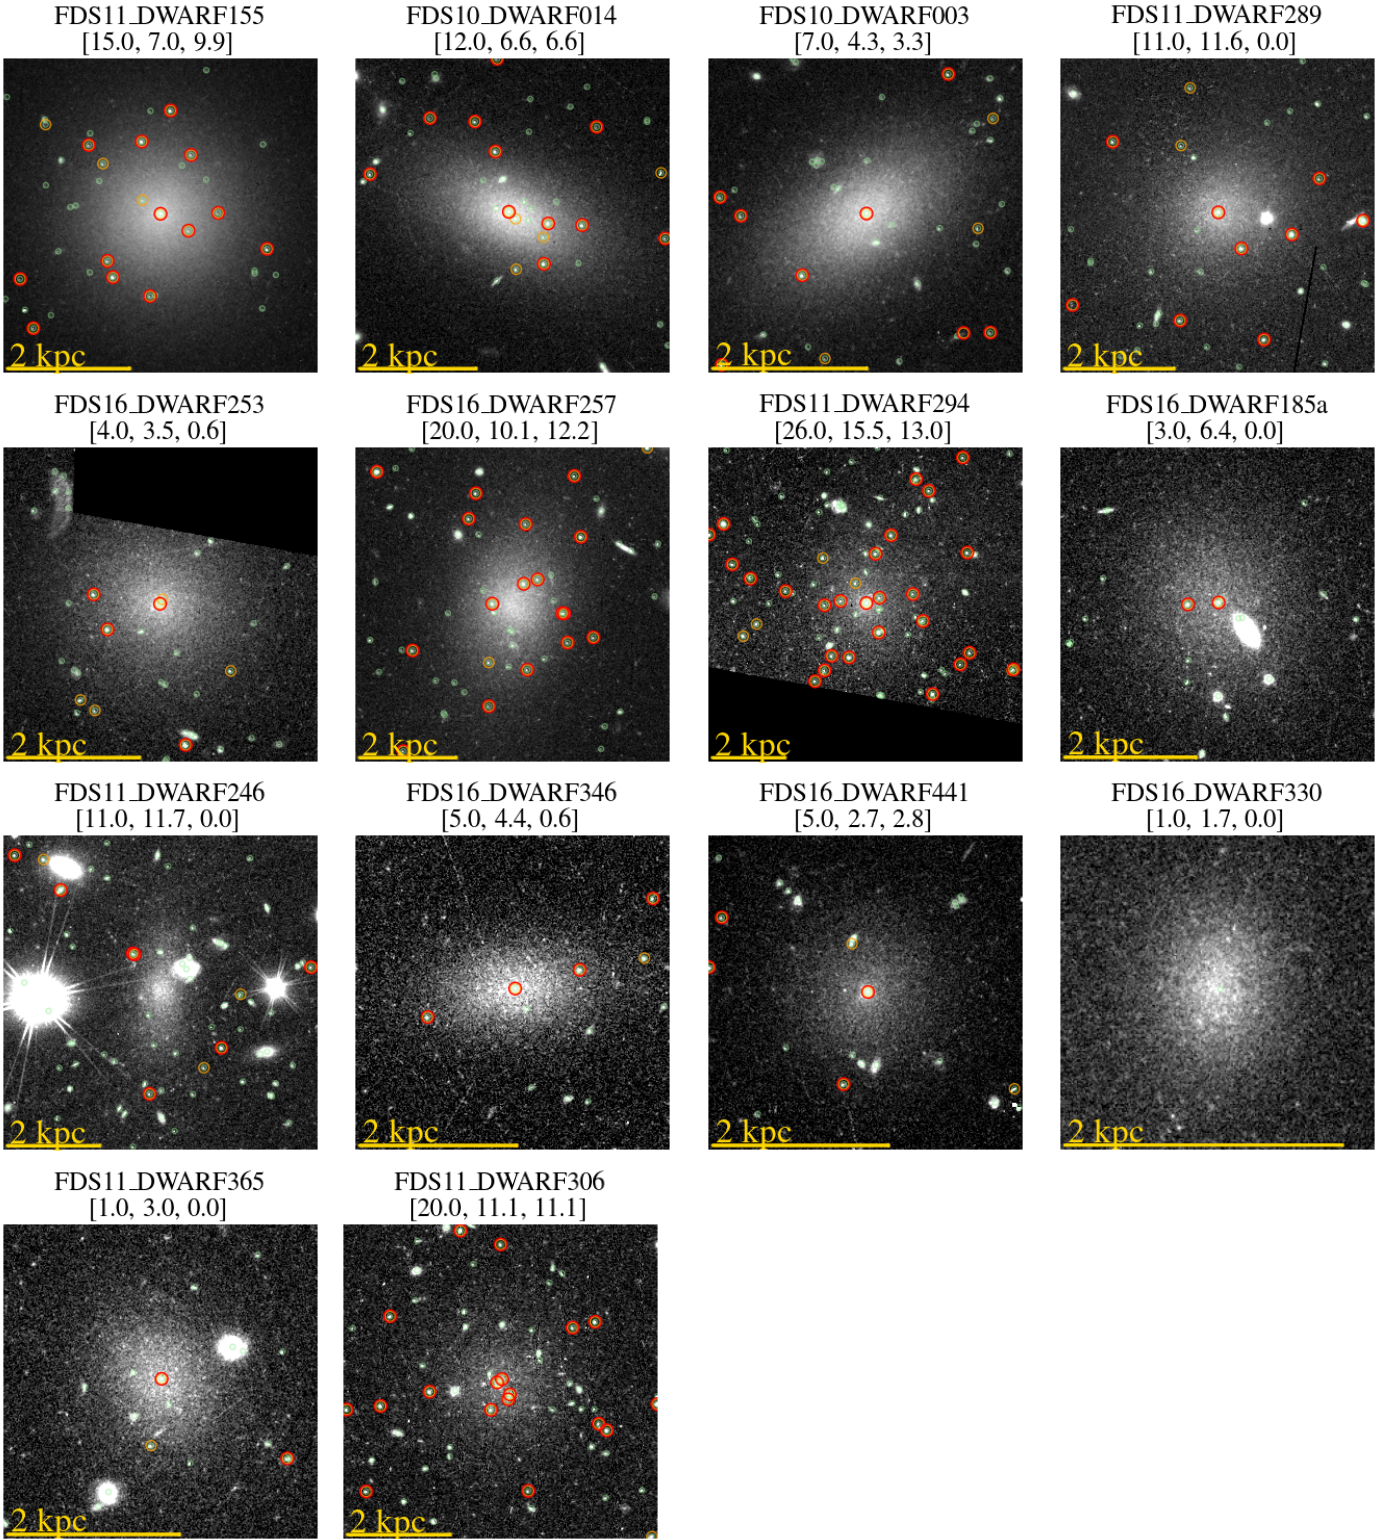 FDS11_DWARF155
[15.0, 7.0, 9.9]
2 kpc
FDS10_DWARF014
[12.0, 6.6, 6.6]
2 kpc
FDS10_DWARF003
[7.0, 4.3, 3.3]
2 kpc
FDS11_DWARF289
[11.0, 11.6, 0.0]
2 kpc
FDS16_DWARF253
[4.0, 3.5, 0.6]
2 kpc
FDS16_DWARF257
[20.0, 10.1, 12.2]
2 kpc
FDS11_DWARF294
[26.0, 15.5, 13.0]
2 kpc
FDS16_DWARF185a
[3.0, 6.4, 0.0]
2 kpc
FDS11_DWARF246
[11.0, 11.7, 0.0]
2 kpc
FDS16_DWARF346
[5.0, 4.4, 0.6]
2 kpc
FDS16_DWARF441
[5.0, 2.7, 2.8]
2 kpc
FDS16_DWARF330
[1.0, 1.7, 0.0]
2 kpc
FDS11_DWARF365
[1.0, 3.0, 0.0]
2 kpc
FDS11_DWARF306
[20.0, 11.1, 11.1]
2 kpc